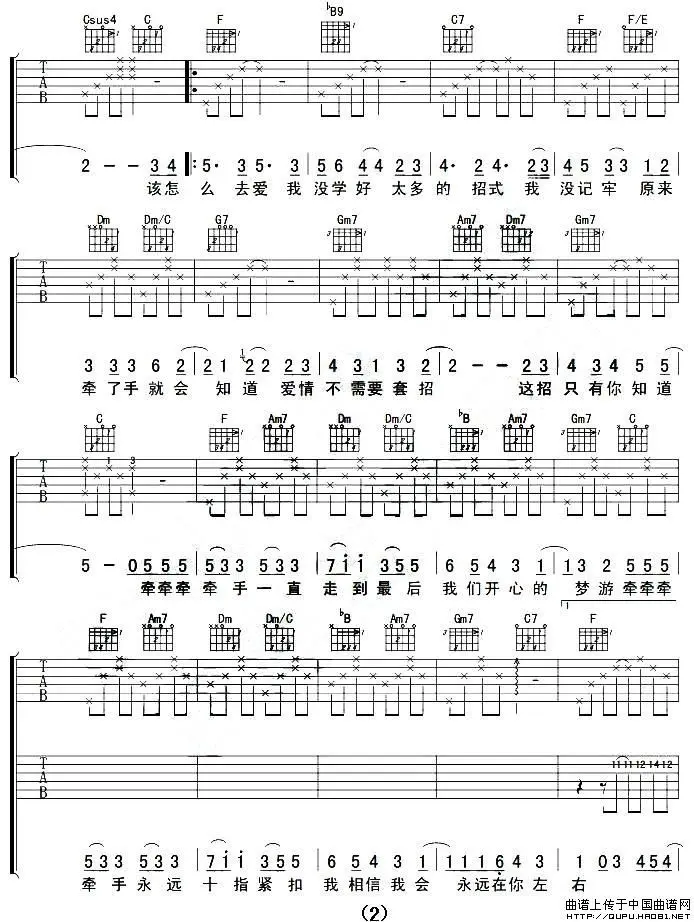 Csus4 C F ♭B9 C7 F F/E
2 - - 3 4 5· 3 5· 3 5 6 4 4 2 3 4· 2 4· 2 3 4 5 3 3 1 2
该怎 么 去爱 我 没学好 太多的 招式 我 没记牢 原来
Dm Dm/C G7 Gm7 Am7 Dm7 Gm7
3 3 3 6 2 2 1 2 2 2 3 1 3 1 3 2 2 - - 2 3 3 3 4 5 5
牵了手就会 知道 爱情不需要套招 这招只有你知道
C F Am7 Dm Dm/C ♭B Am7 Gm7 C
1 3
5 - 0 5 5 5 5 3 3 5 3 3 7 i i 3 5 5 6 5 4 3 1 1 3 2 5 5 5
牵牵牵 牵手一直 走到最后 我们开心的 梦游牵牵牵
F Am7 Dm Dm/C ♭B Am7 Gm7 C7 1 F
11 11 12 14 12
5 3 3 5 3 3 7 i i 5 3 3 3 5 3 3 2 1 1 1 1 2 1 1 0 3 4 5 4
牵手永远 十指紧扣 我相信我会 永远在你左右
(2)
曲谱上传于中国曲谱网
http://QUPU.HAO81.NET